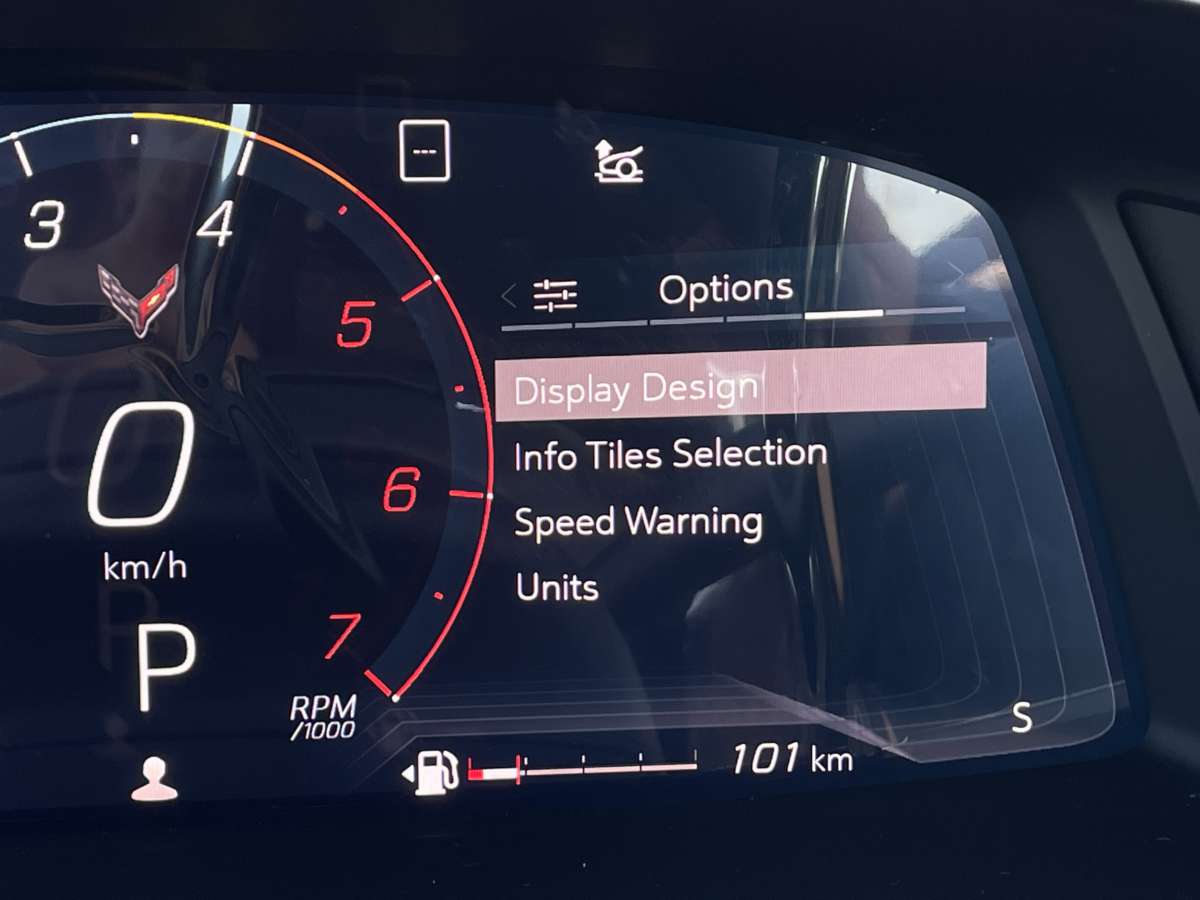 ---
3
4
Options
5
Display Design
0
Info Tiles Selection
6
Speed Warning
km/h
Units
7
P
RPM
/1000
S
101 km